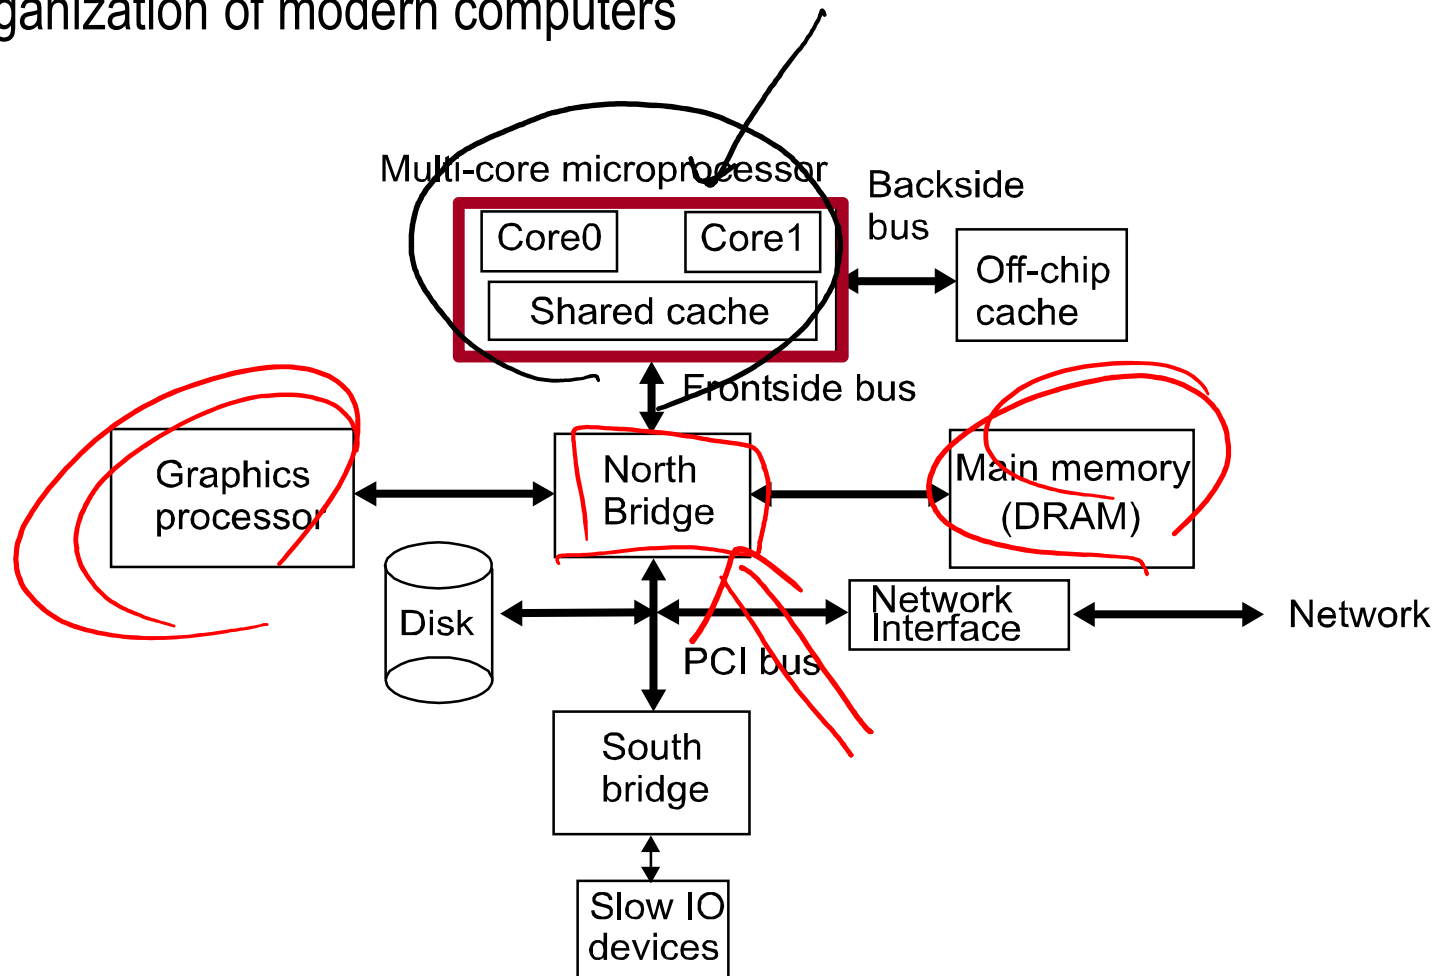 ganization of modern computers
Multi-core microprocessor
Backside
bus
Core0
Core1
Off-chip
cache
Shared cache
Frontside bus
Graphics
processor
North
Bridge
Main memory
(DRAM)
Disk
Network
Interface
Network
PCI bus
South
bridge
Slow IO
devices